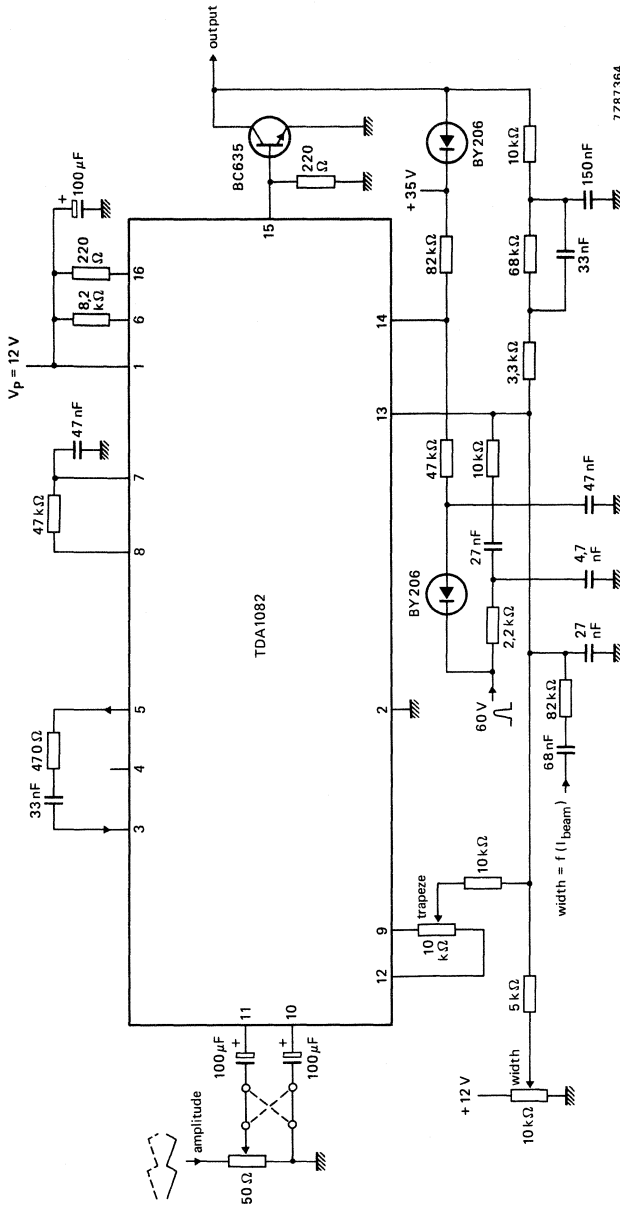 output
BC635
220
Ω
+
100 μF
220
Ω
8,2
kΩ
V_P = 12 V
47 nF
47 kΩ
470 Ω
33 nF
15
16
6
1
7
8
5
4
3
TDA1082
14
13
2
9
12
11
10
BY206
+ 35 V
82 kΩ
10 kΩ
150 nF
68 kΩ
33 nF
3,3 kΩ
47 kΩ
10 kΩ
27 nF
47 nF
BY206
4,7
nF
2,2 kΩ
60 V
27
nF
82 kΩ
68 nF
width = f (I_beam)
10 kΩ
trapeze
10
kΩ
5 kΩ
+12 V
width
10 kΩ
100 μF
+
+
100 μF
amplitude
50 Ω
7Z87364